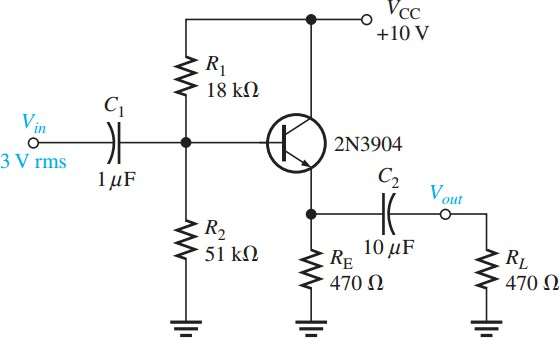 V_CC
+10 V
R_1
18 kΩ
C_1
V_in
3 V rms
1 μF
2N3904
C_2
V_out
R_2
51 kΩ
10 μF
R_E
470 Ω
R_L
470 Ω